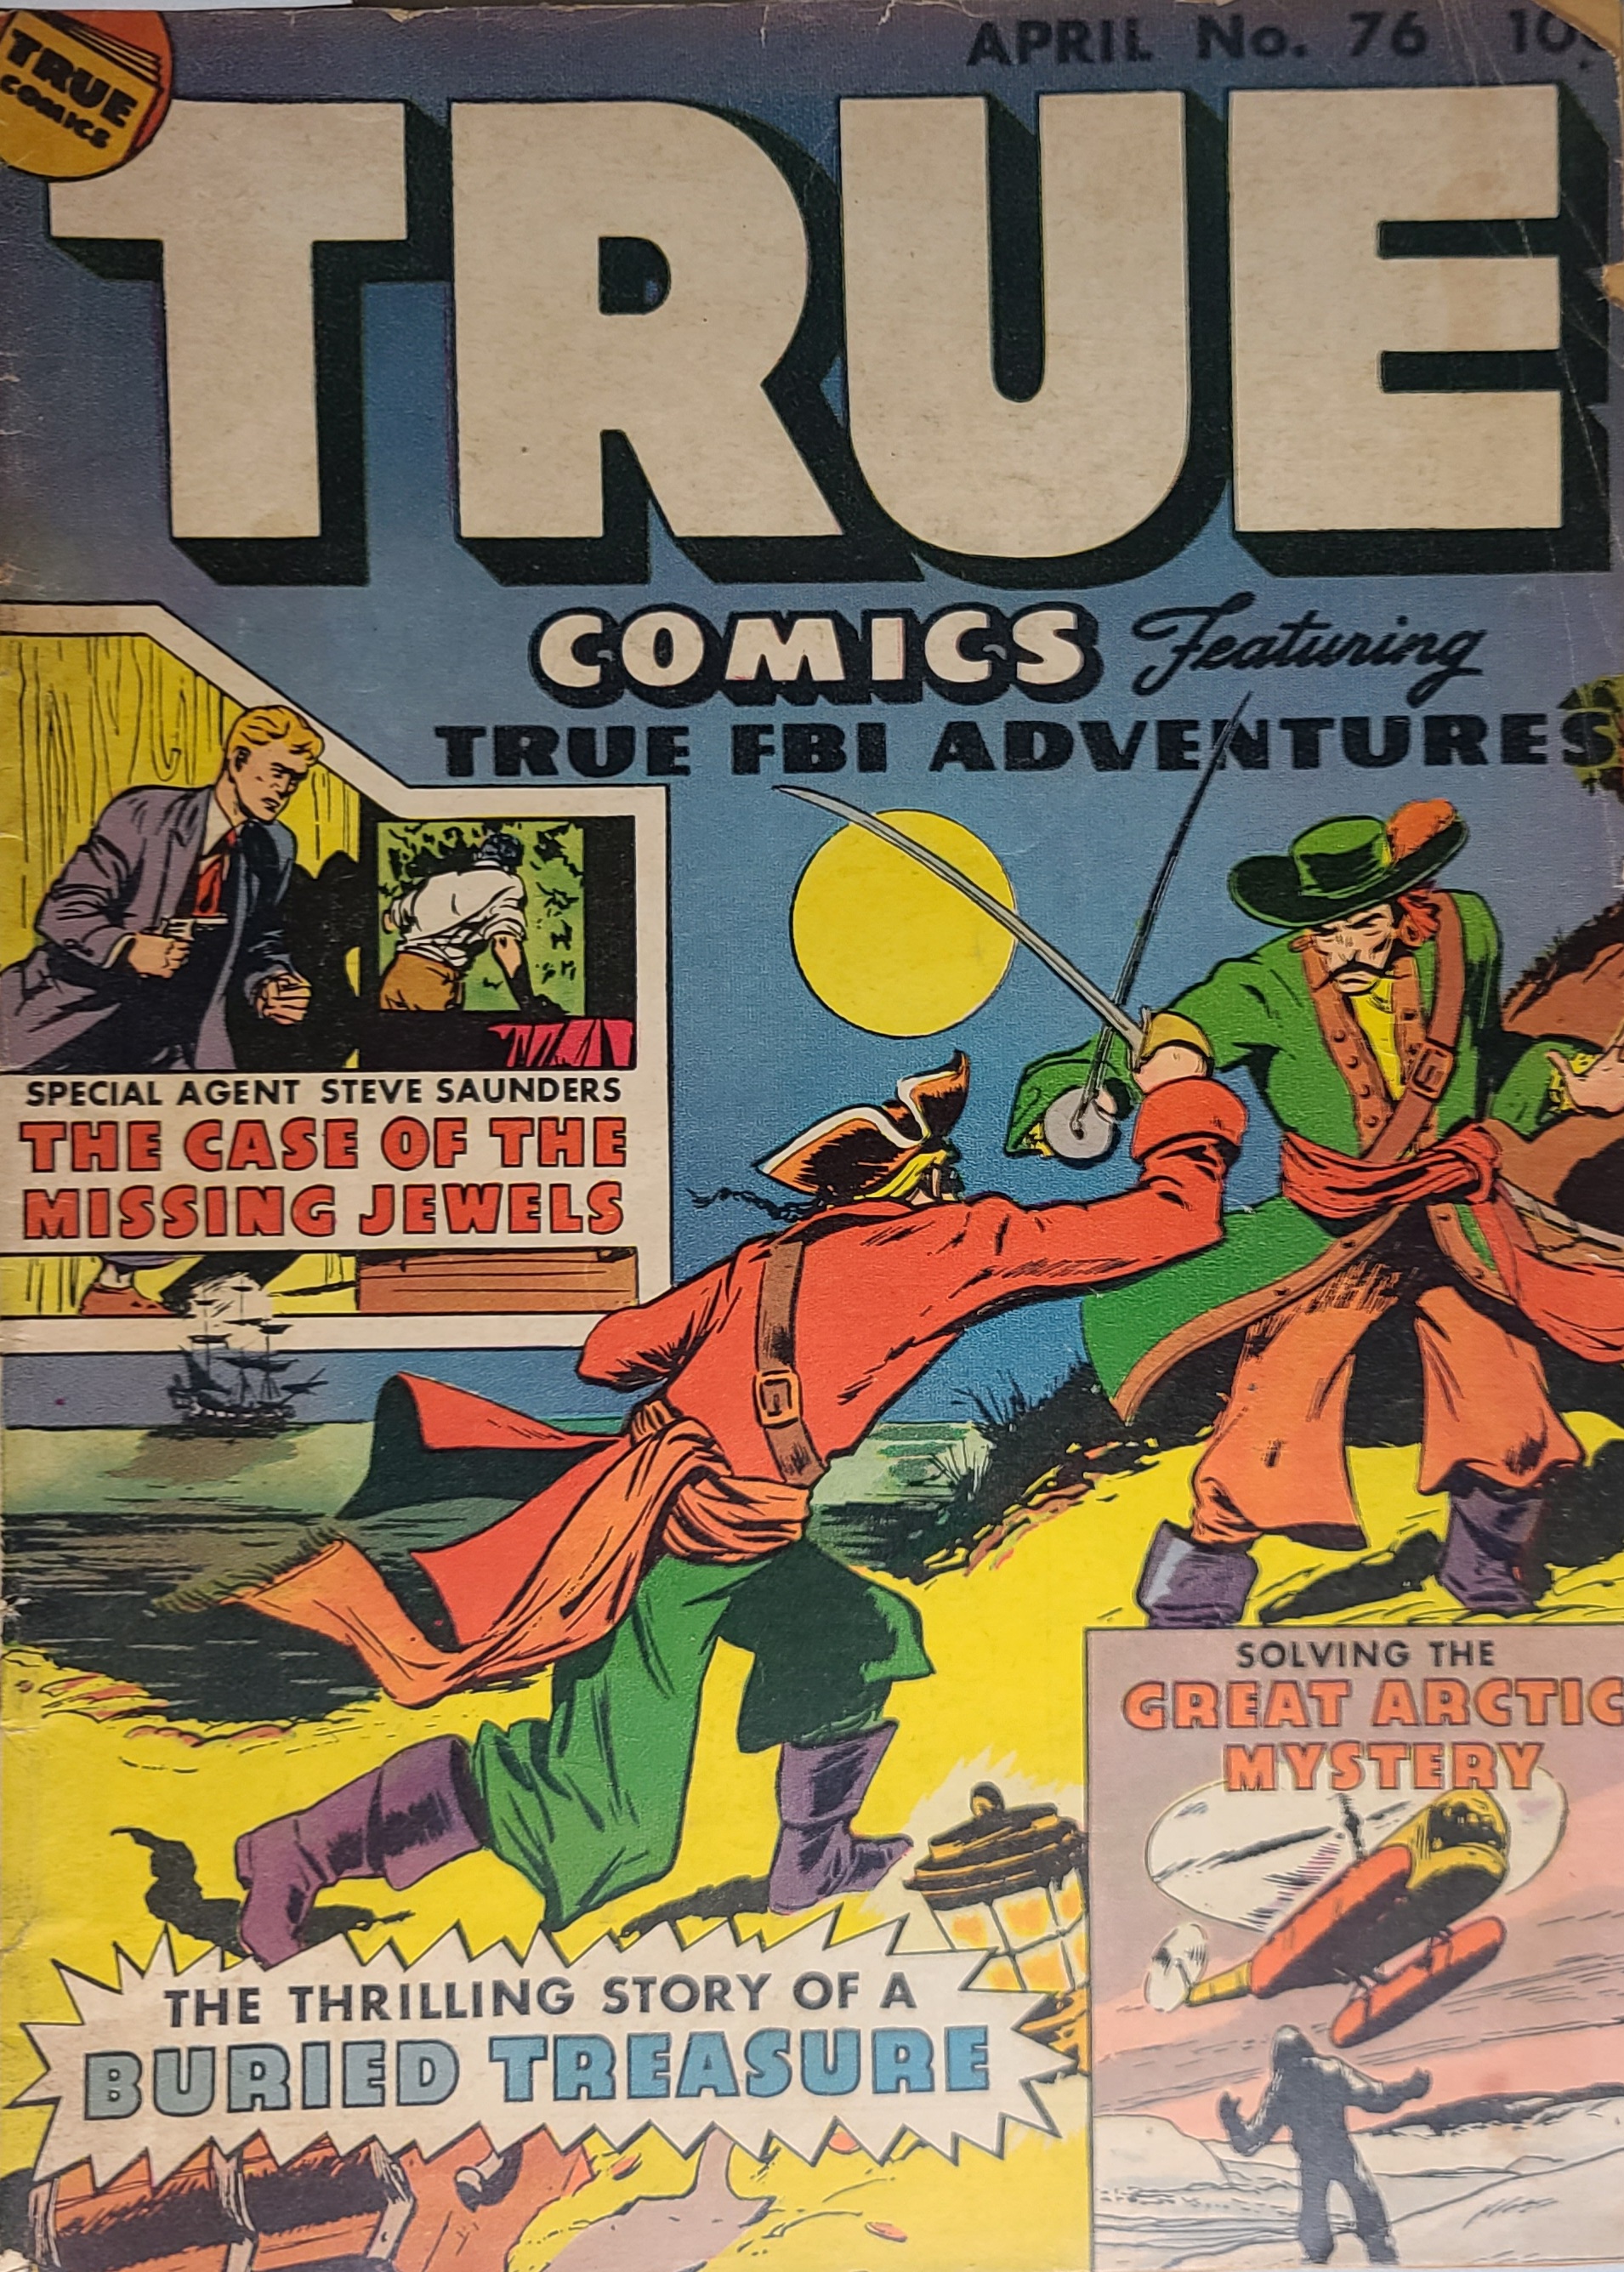 TRUE
COMICS
APRIL No. 76 10¢
TRUE
COMICS Featuring
TRUE FBI ADVENTURES
SPECIAL AGENT STEVE SAUNDERS
THE CASE OF THE
MISSING JEWELS
SOLVING THE
GREAT ARCTIC
MYSTERY
THE THRILLING STORY OF A
BURIED TREASURE